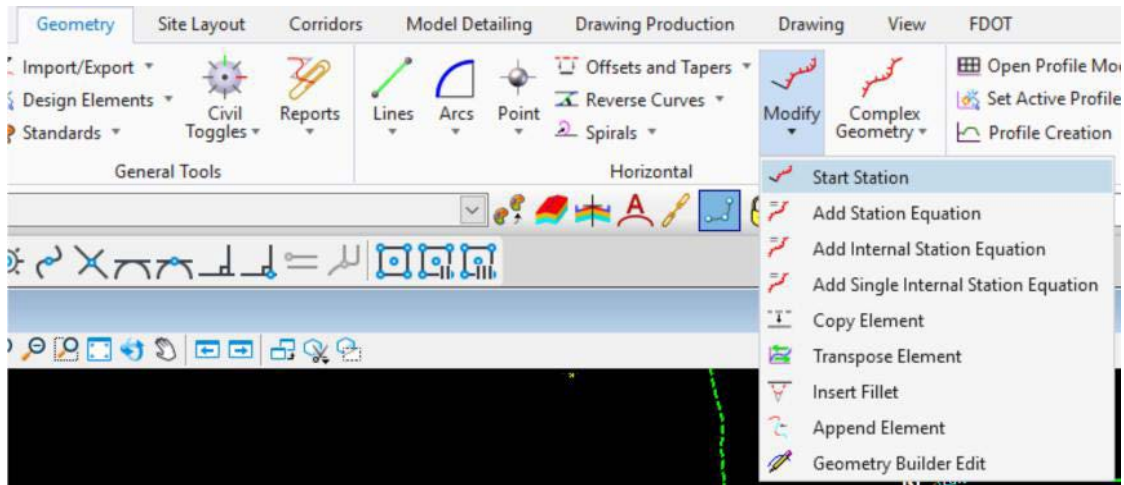 Geometry Site Layout Corridors Model Detailing Drawing Production Drawing View FDOT
Import/Export
Design Elements
Standards
Civil
Toggles
Reports
General Tools
Lines
Arcs
Point
Offsets and Tapers
Reverse Curves
Spirals
Modify
Complex
Geometry
Horizontal
Open Profile Mo
Set Active Profile
Profile Creation
Start Station
Add Station Equation
Add Internal Station Equation
Add Single Internal Station Equation
Copy Element
Transpose Element
Insert Fillet
Append Element
Geometry Builder Edit